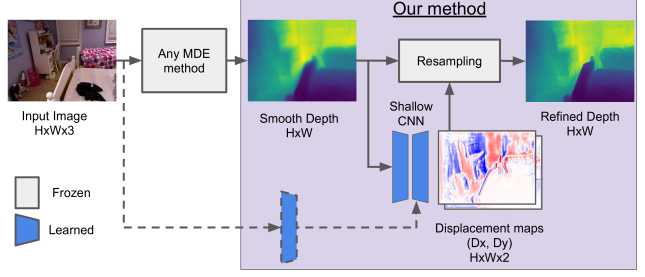 Our method
Any MDE
method
Resampling
Input Image
HxWx3
Smooth Depth
HxW
Shallow
CNN
Refined Depth
HxW
Frozen
Learned
Displacement maps
(Dx, Dy)
HxWx2